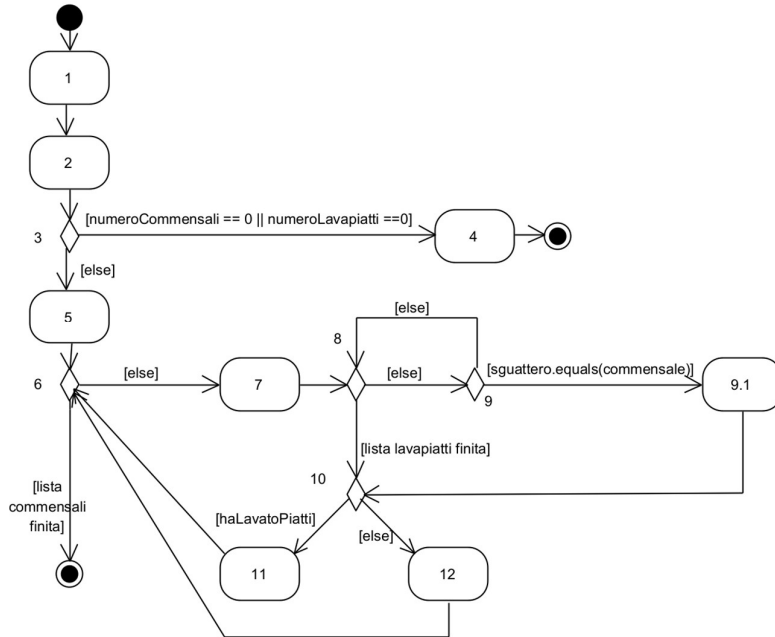 1
2
[numeroCommensali == 0 || numeroLavapiatti ==0]
3
4
[else]
5
[else]
8
6
[else]
7
[else]
[sguattero.equals(commensale)]
9
9.1
[lista lavapiatti finita]
10
[lista
commensali
finita]
[haLavatoPiatti]
[else]
11
12